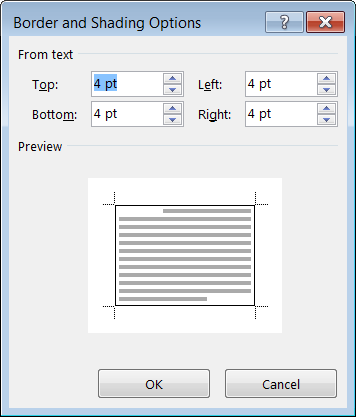 Border and Shading Options
From text
Top: 4 pt Left: 4 pt
Bottom: 4 pt Right: 4 pt
Preview
OK Cancel